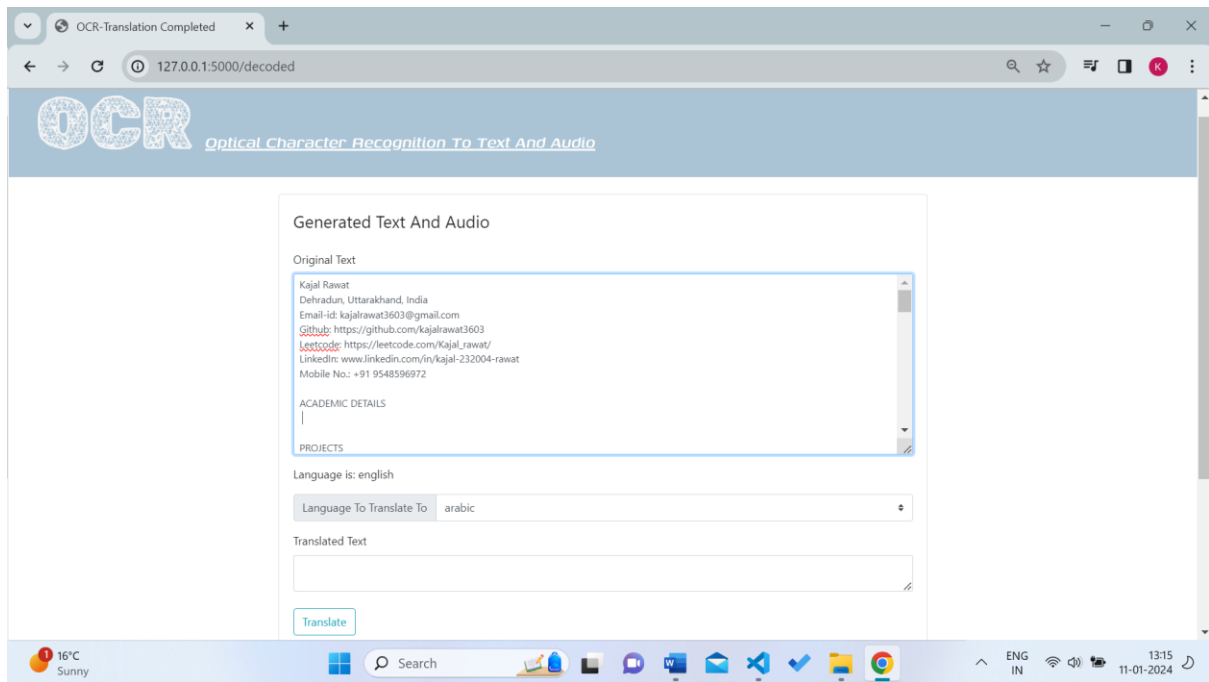 OCR-Translation Completed
127.0.0.1:5000/decoded
K
OCR Optical Character Recognition To Text And Audio
Generated Text And Audio
Original Text
Kajal Rawat
Dehradun, Uttarakhand, India
Email-id: kajalrawat3603@gmail.com
Github: https://github.com/kajalrawat3603
Leetcode: https://leetcode.com/Kajal_rawat/
LinkedIn: www.linkedin.com/in/kajal-232004-rawat
Mobile No.: +91 9548596972
ACADEMIC DETAILS
PROJECTS
Language is: english
Language To Translate To arabic
Translated Text
Translate
1
16°C
Sunny
Search
ENG
IN
13:15
11-01-2024